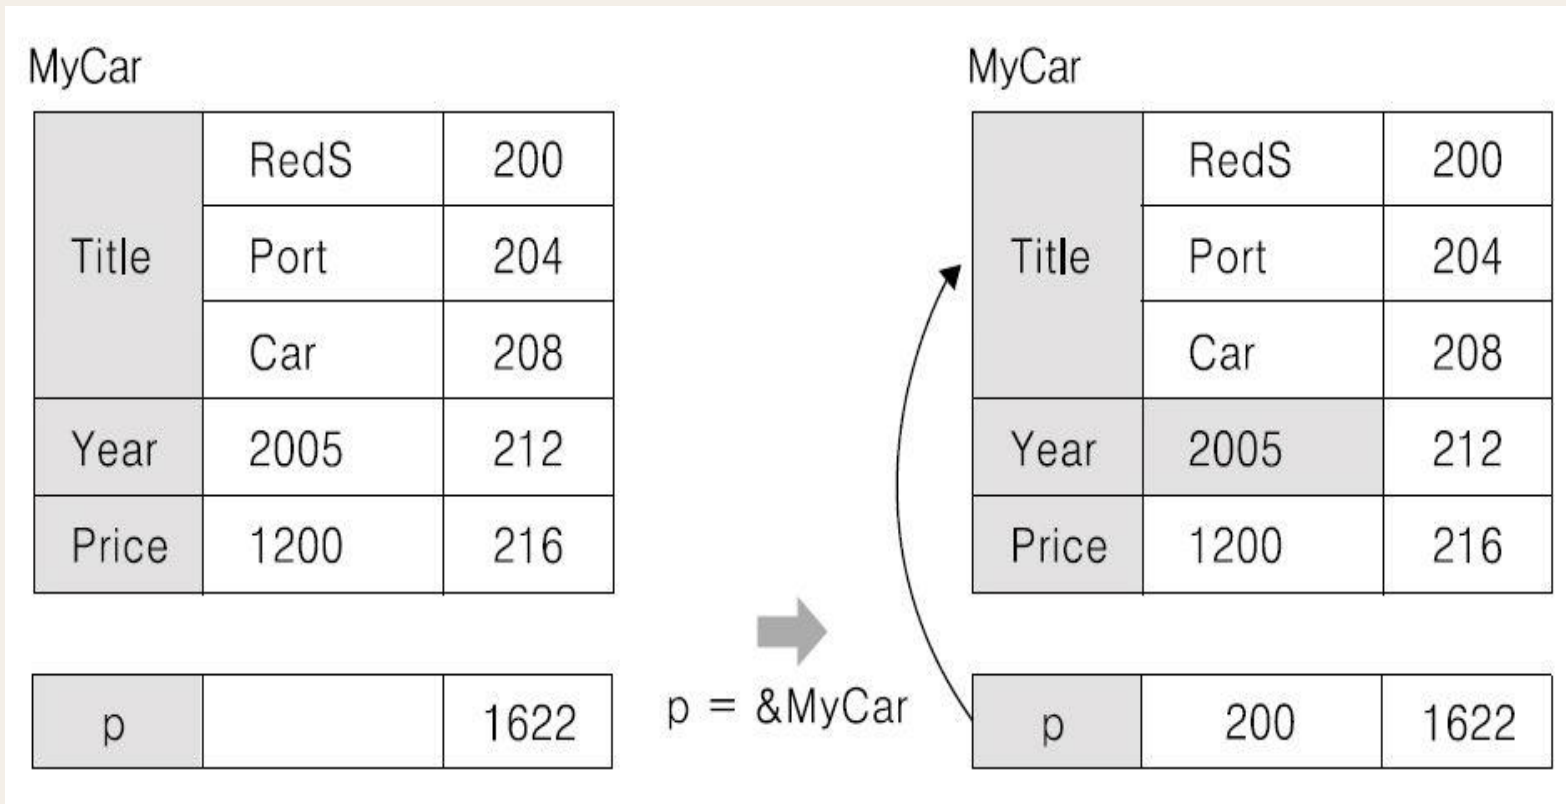 MyCar
RedS 200
Title Port 204
Car 208
Year 2005 212
Price 1200 216
p 1622
p = &MyCar
MyCar
RedS 200
Title Port 204
Car 208
Year 2005 212
Price 1200 216
p 200 1622